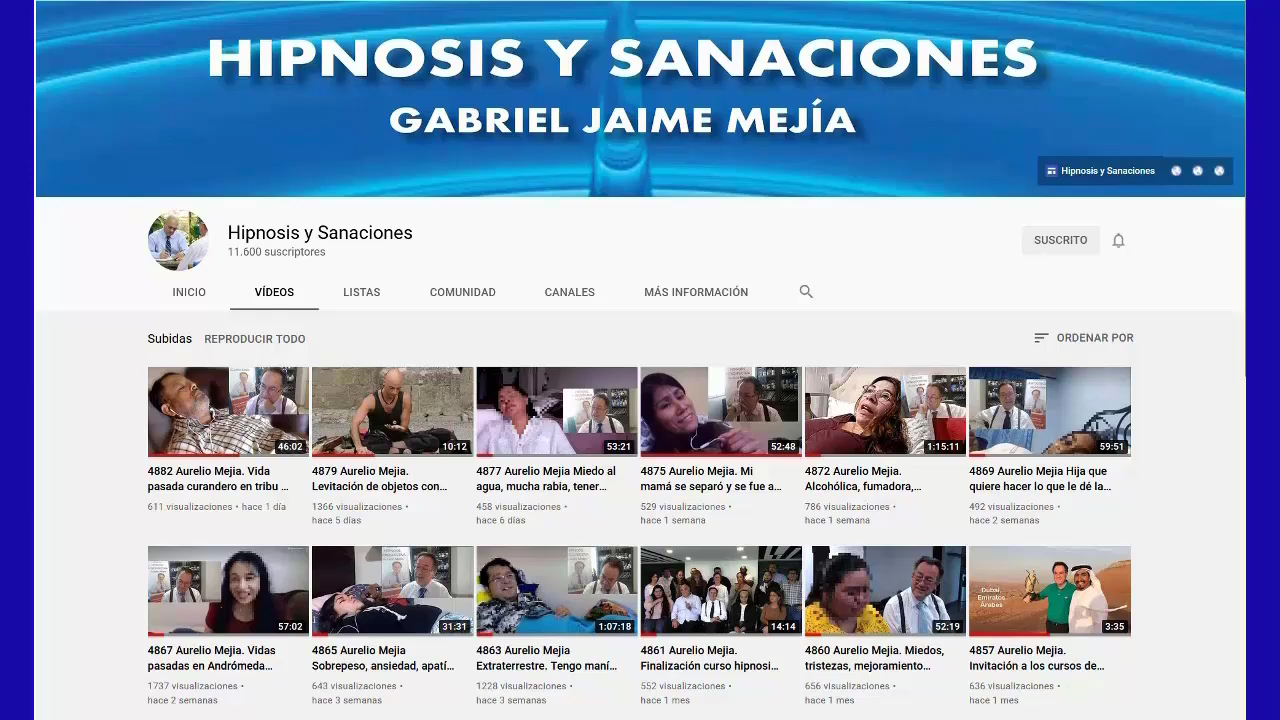 HIPNOSIS Y SANACIONES
GABRIEL JAIME MEJÍA
Hipnosis y Sanaciones
Hipnosis y Sanaciones
11.600 suscriptores
SUSCRITO
INICIO VÍDEOS LISTAS COMUNIDAD CANALES MÁS INFORMACIÓN
Subidas REPRODUCIR TODO ORDENAR POR
46:02 10:12 53:21 52:48 1:15:11 59:51
4882 Aurelio Mejia. Vida
pasada curandero en tribu ...
611 visualizaciones • hace 1 día
4879 Aurelio Mejia.
Levitación de objetos con...
1366 visualizaciones •
hace 5 días
4877 Aurelio Mejia Miedo al
agua, mucha rabia, tener...
458 visualizaciones •
hace 6 días
4875 Aurelio Mejia. Mi
mamá se separó y se fue a...
529 visualizaciones •
hace 1 semana
4872 Aurelio Mejia.
Alcohólica, fumadora,...
786 visualizaciones •
hace 1 semana
4869 Aurelio Mejia Hija que
quiere hacer lo que le dé la...
492 visualizaciones •
hace 2 semanas
Dubai,
Emiratos
Árabes
57:02 31:31 1:07:18 14:14 52:19 3:35
4867 Aurelio Mejia. Vidas
pasadas en Andrómeda...
1737 visualizaciones •
hace 2 semanas
4865 Aurelio Mejia
Sobrepeso, ansiedad, apatí...
643 visualizaciones •
hace 3 semanas
4863 Aurelio Mejia
Extraterrestre. Tengo maní...
1228 visualizaciones •
hace 3 semanas
4861 Aurelio Mejia.
Finalización curso hipnosi...
552 visualizaciones •
hace 1 mes
4860 Aurelio Mejia. Miedos,
tristezas, mejoramiento...
656 visualizaciones •
hace 1 mes
4857 Aurelio Mejia.
Invitación a los cursos de...
636 visualizaciones •
hace 1 mes